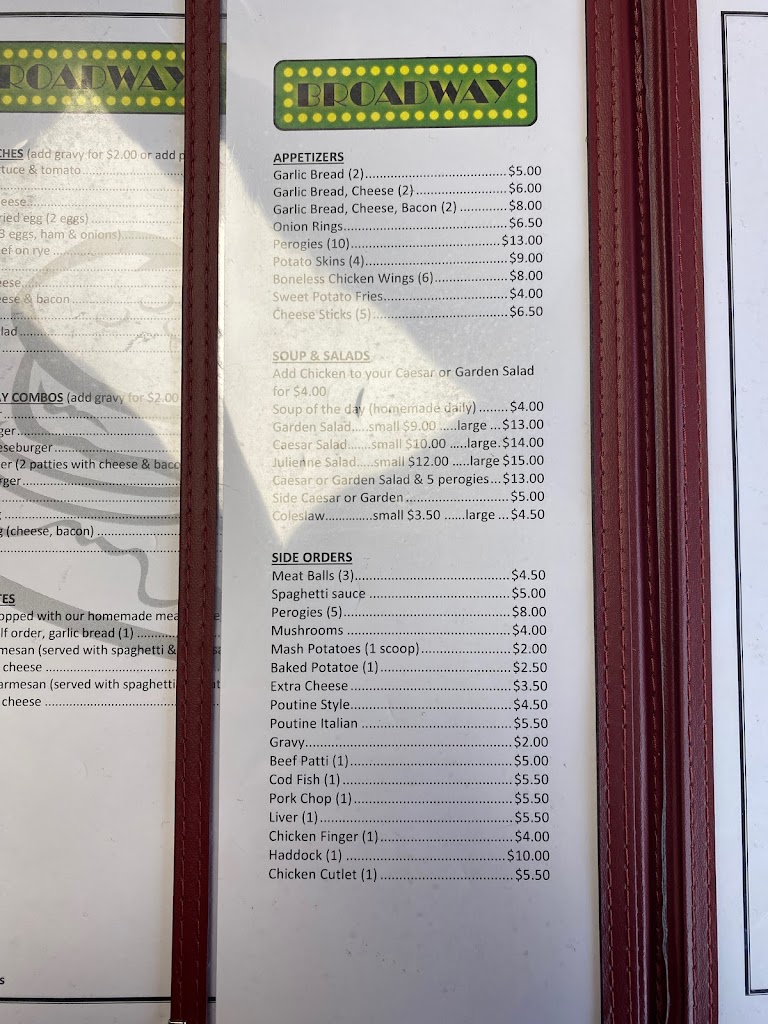 ROADWAY
CHES (add gravy for $2.00 or add p
tuce & tomato
eese
ried egg (2 eggs)
3 eggs, ham & onions)
ef on rye
ese
ese & bacon
lad
Y COMBOS (add gravy for $2.00
ger
eseburger
er (2 patties with cheese & baco
rger
g (cheese, bacon)
TES
opped with our homemade mea
lf order, garlic bread (1)
mesan (served with spaghetti &
cheese
armesan (served with spaghetti
cheese
s
BROADWAY
APPETIZERS
Garlic Bread (2)....................................$5.00
Garlic Bread, Cheese (2).......................$6.00
Garlic Bread, Cheese, Bacon (2).............$8.00
Onion Rings..........................................$6.50
Perogies (10).......................................$13.00
Potato Skins (4)....................................$9.00
Boneless Chicken Wings (6)...................$8.00
Sweet Potato Fries................................$4.00
Cheese Sticks (5)...................................$6.50
SOUP & SALADS
Add Chicken to your Caesar or Garden Salad
for $4.00
Soup of the day (homemade daily)........$4.00
Garden Salad.....small $9.00 .....large ...$13.00
Caesar Salad......small $10.00 .....large.$14.00
Julienne Salad.....small $12.00 .....large $15.00
Caesar or Garden Salad & 5 perogies...$13.00
Side Caesar or Garden..........................$5.00
Coleslaw.............small $3.50 ......large ...$4.50
SIDE ORDERS
Meat Balls (3).......................................$4.50
Spaghetti sauce ...................................$5.00
Perogies (5)..........................................$8.00
Mushrooms .........................................$4.00
Mash Potatoes (1 scoop).......................$2.00
Baked Potatoe (1).................................$2.50
Extra Cheese........................................$3.50
Poutine Style........................................$4.50
Poutine Italian .....................................$5.50
Gravy....................................................$2.00
Beef Patti (1).........................................$5.00
Cod Fish (1)...........................................$5.50
Pork Chop (1)........................................$5.50
Liver (1).................................................$5.50
Chicken Finger (1).................................$4.00
Haddock (1) ........................................$10.00
Chicken Cutlet (1).................................$5.50